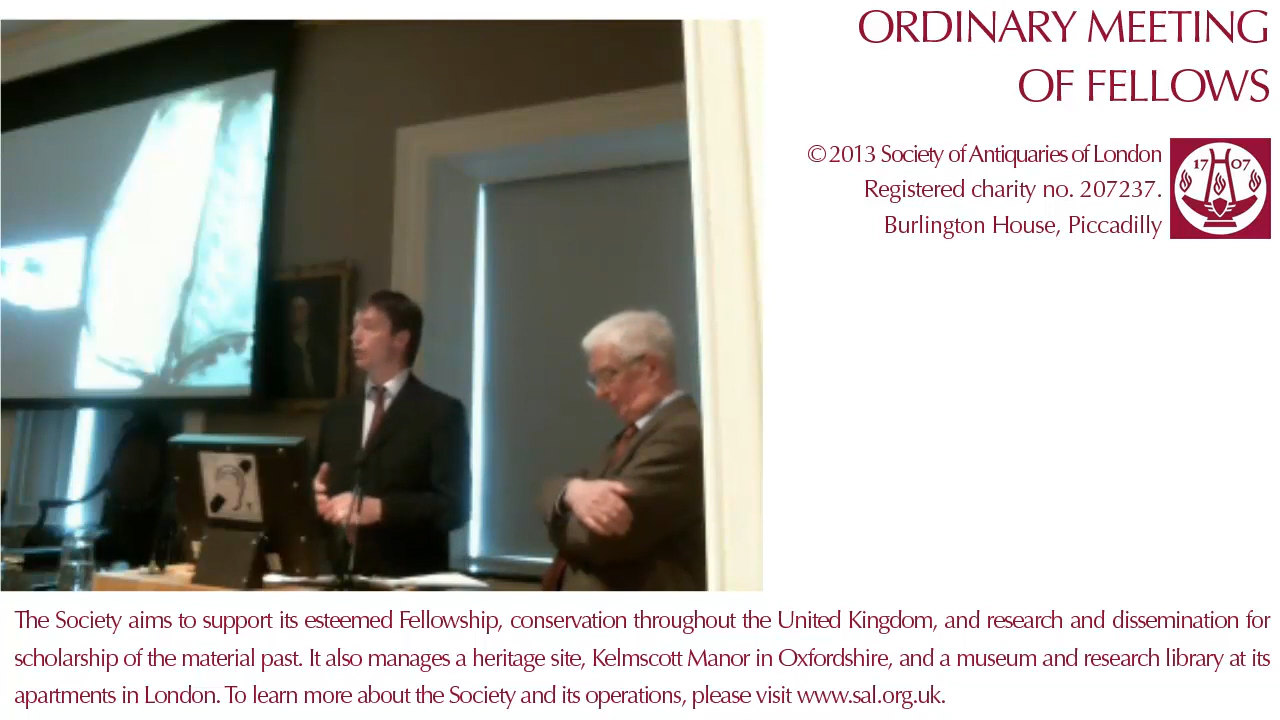 ORDINARY MEETING
OF FELLOWS
© 2013 Society of Antiquaries of London
Registered charity no. 207237.
Burlington House, Piccadilly
17 07
The Society aims to support its esteemed Fellowship, conservation throughout the United Kingdom, and research and dissemination for
scholarship of the material past. It also manages a heritage site, Kelmscott Manor in Oxfordshire, and a museum and research library at its
apartments in London. To learn more about the Society and its operations, please visit www.sal.org.uk.